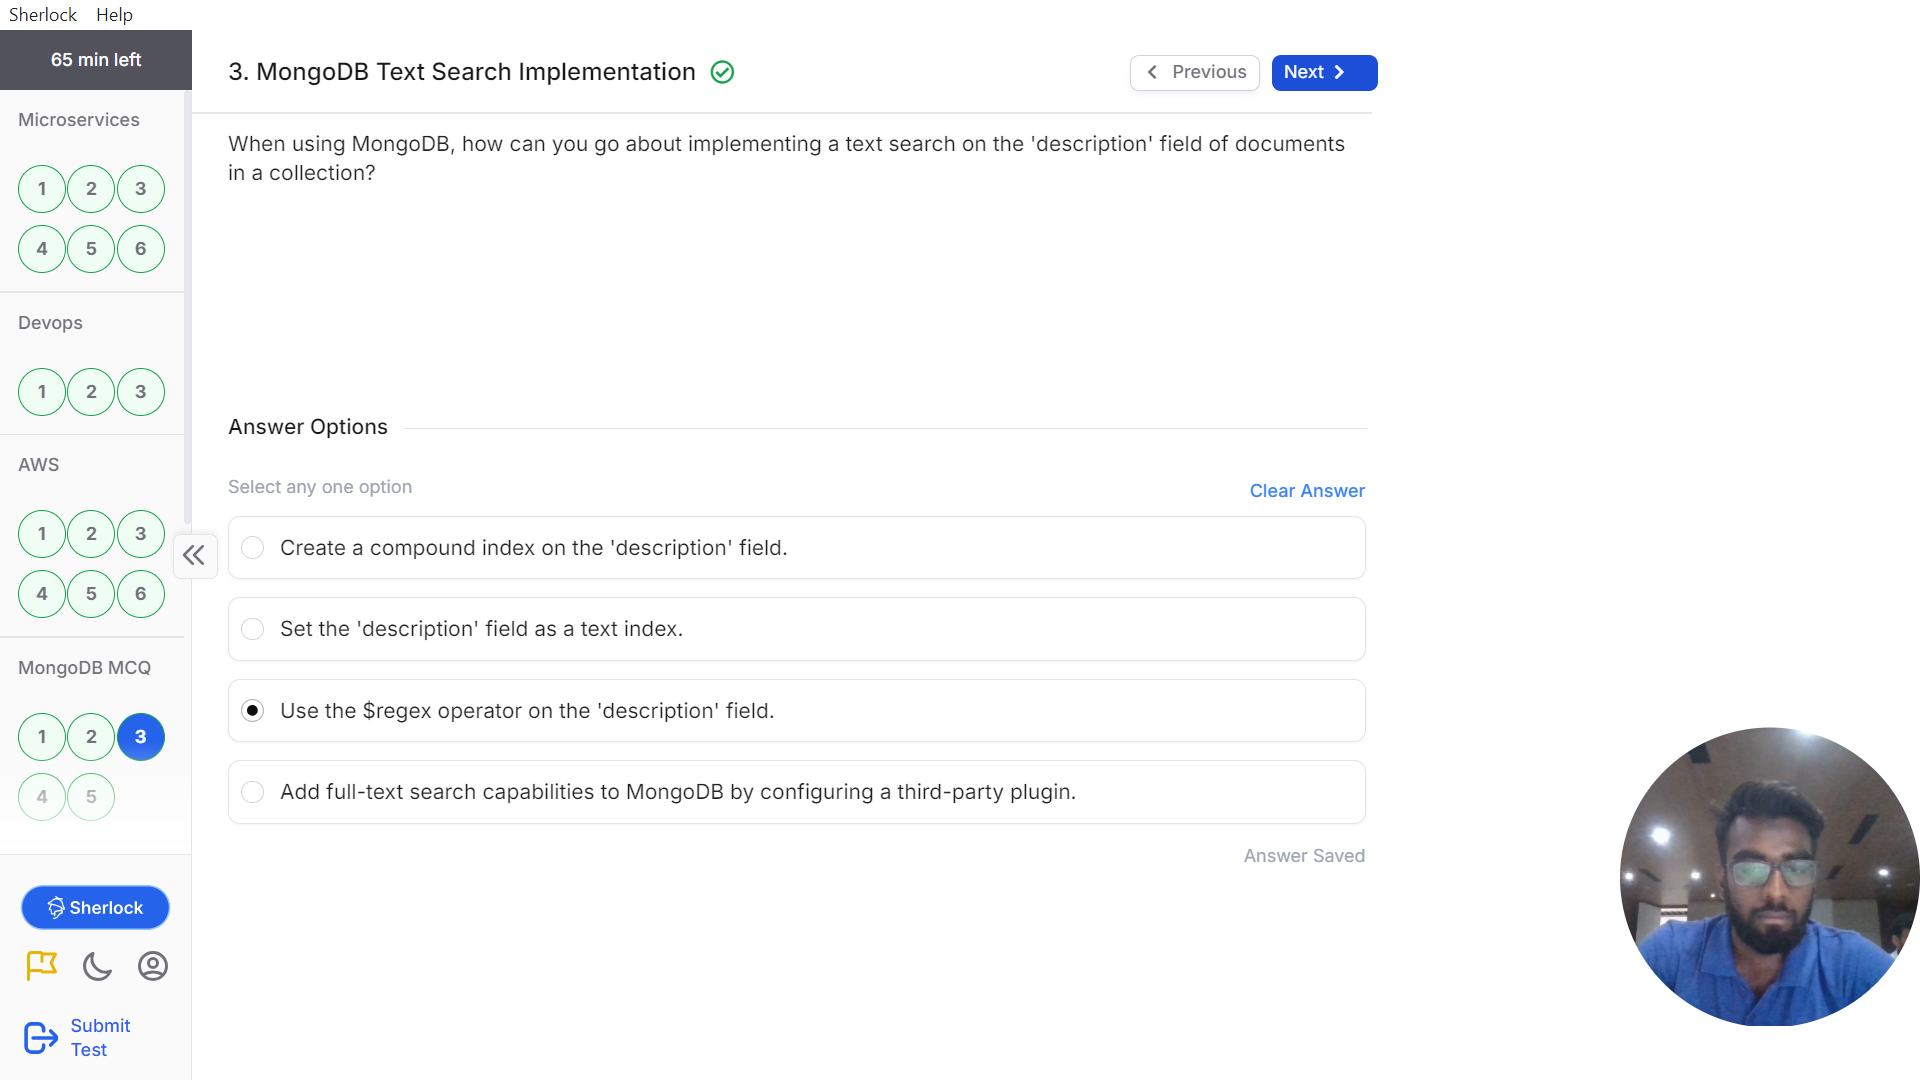 Sherlock Help
65 min left
Microservices
1 2 3
4 5 6
Devops
1 2 3
AWS
1 2 3
4 5 6
MongoDB MCQ
1 2 3
4 5
Sherlock
Submit
Test
3. MongoDB Text Search Implementation
Previous
Next
When using MongoDB, how can you go about implementing a text search on the 'description' field of documents
in a collection?
Answer Options
Select any one option
Clear Answer
Create a compound index on the 'description' field.
Set the 'description' field as a text index.
Use the $regex operator on the 'description' field.
Add full-text search capabilities to MongoDB by configuring a third-party plugin.
Answer Saved